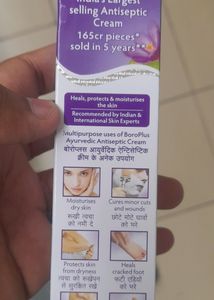 India's Largest
selling Antiseptic
Cream
165cr pieces*
sold in 5 years**
Heals, protects & moisturises
the skin
Recommended by Indian &
International Skin Experts
Multipurpose uses of BoroPlus
Ayurvedic Antiseptic Cream
बोरोप्लस आयुर्वेदिक ऐन्टिसेप्टिक
क्रीम के अनेक उपयोग
Moisturises
dry skin
रूखी त्वचा
को नमी दे
Cures minor cuts
and wounds
छोटे मोटे घावों
को भरे
Protects skin
from dryness
त्वचा को रूखेपन
से सुरक्षित रखे
Heals
cracked foot
फटी एड़ियों
को भरे